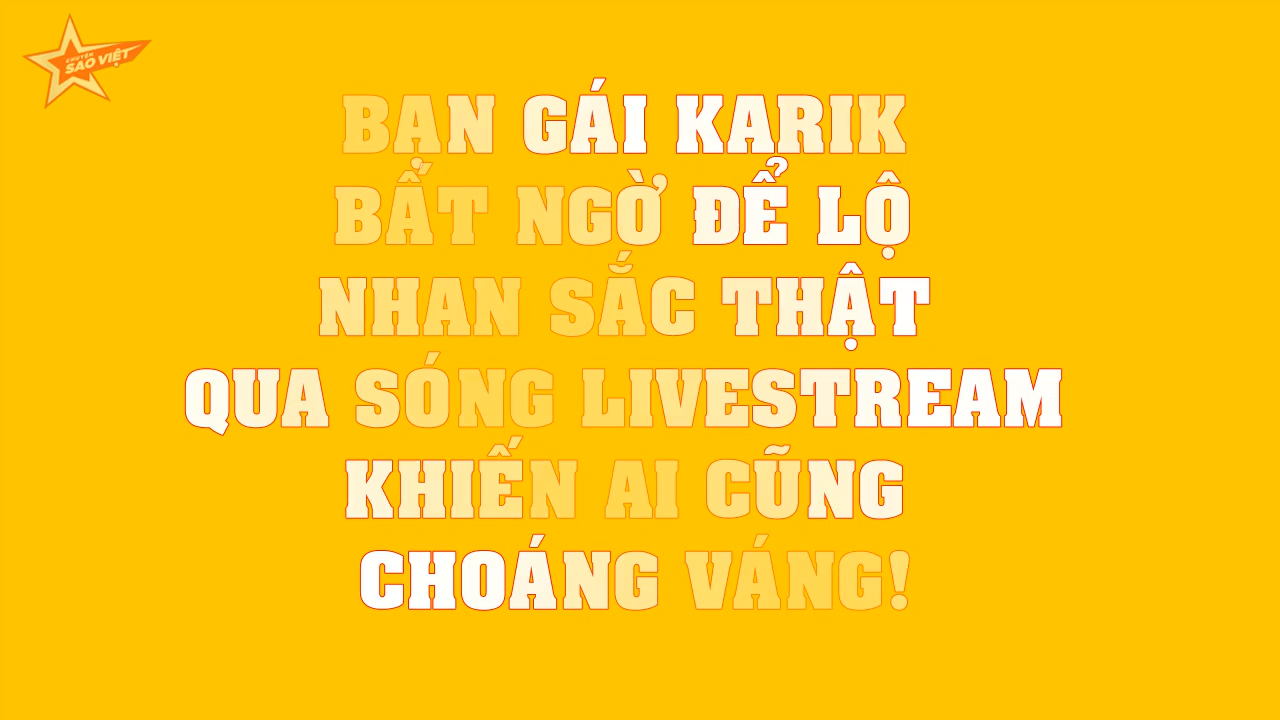 CHUYỆN
SAO VIỆT
BẠN GÁI KARIK
BẤT NGỜ ĐỂ LỘ
NHAN SẮC THẬT
QUA SÓNG LIVESTREAM
KHIẾN AI CŨNG
CHOÁNG VÁNG!